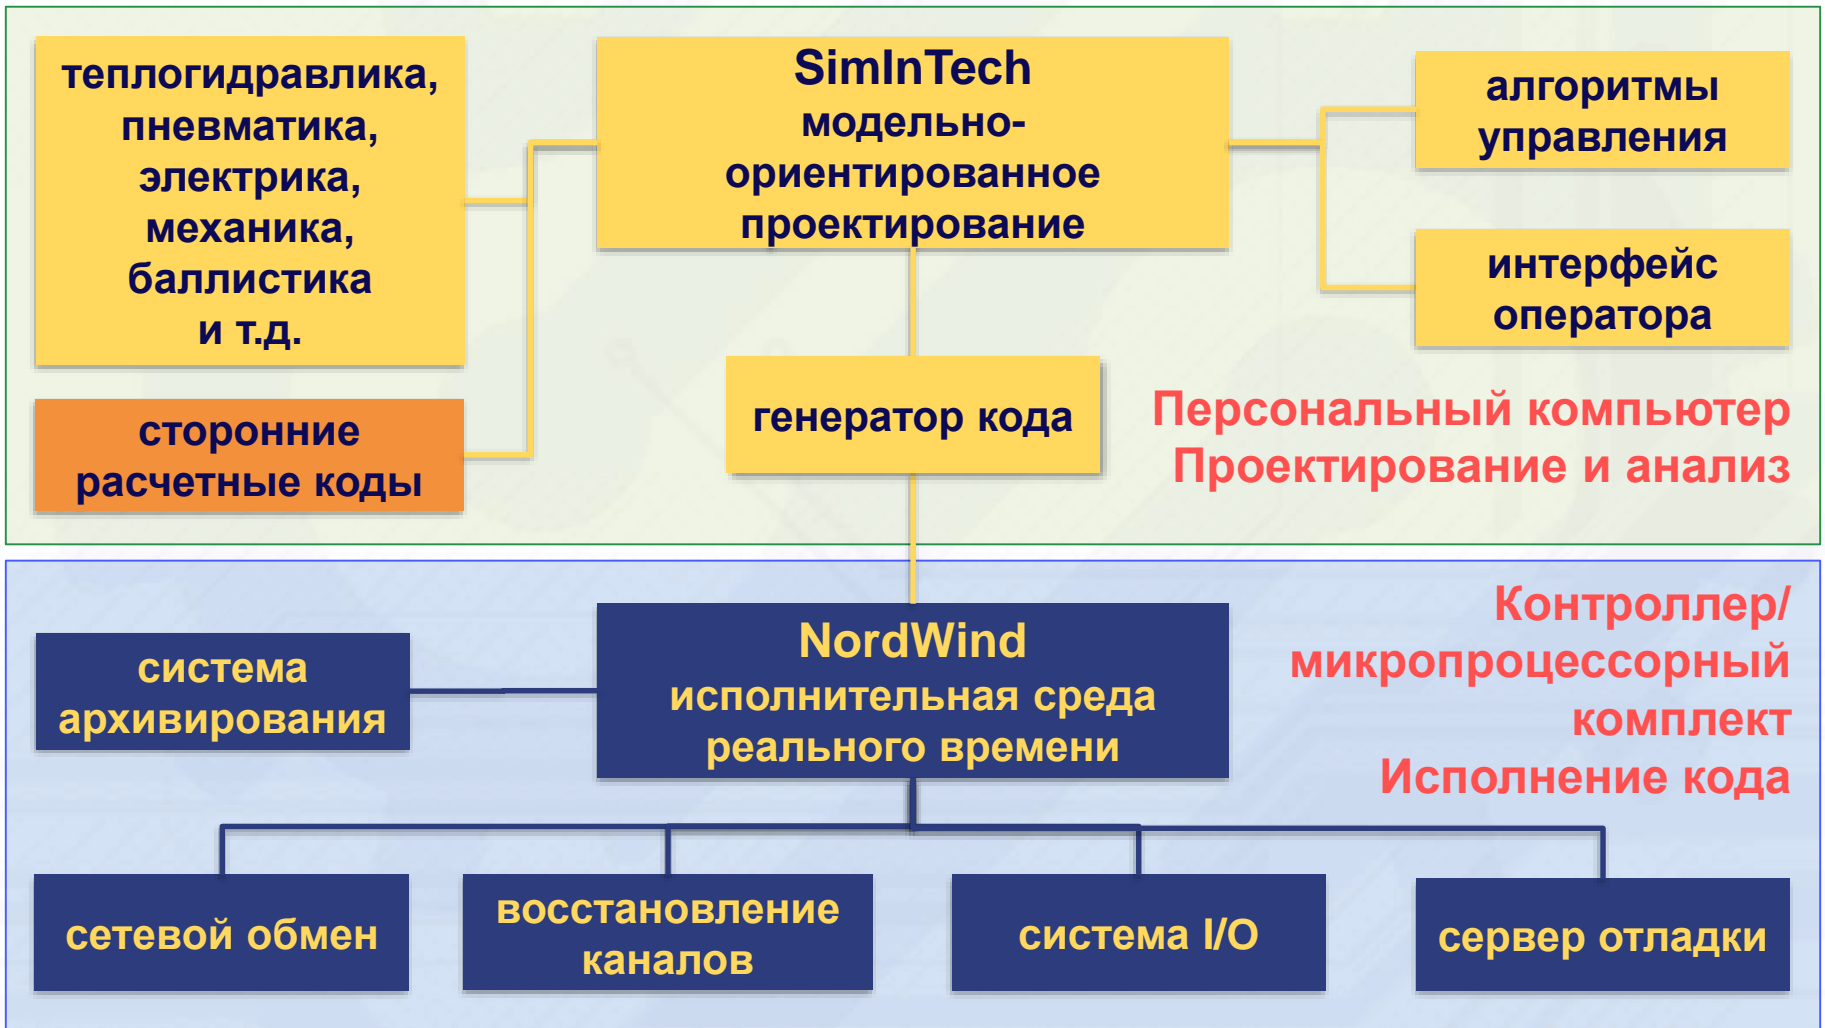 теплогидравлика,
пневматика,
электрика,
механика,
баллистика
и т.д.
SimInTech
модельно-
ориентированное
проектирование
алгоритмы
управления
интерфейс
оператора
сторонние
расчетные коды
генератор кода
Персональный компьютер
Проектирование и анализ
Контроллер/
микропроцессорный
комплект
Исполнение кода
система
архивирования
NordWind
исполнительная среда
реального времени
сетевой обмен
восстановление
каналов
система I/O
сервер отладки